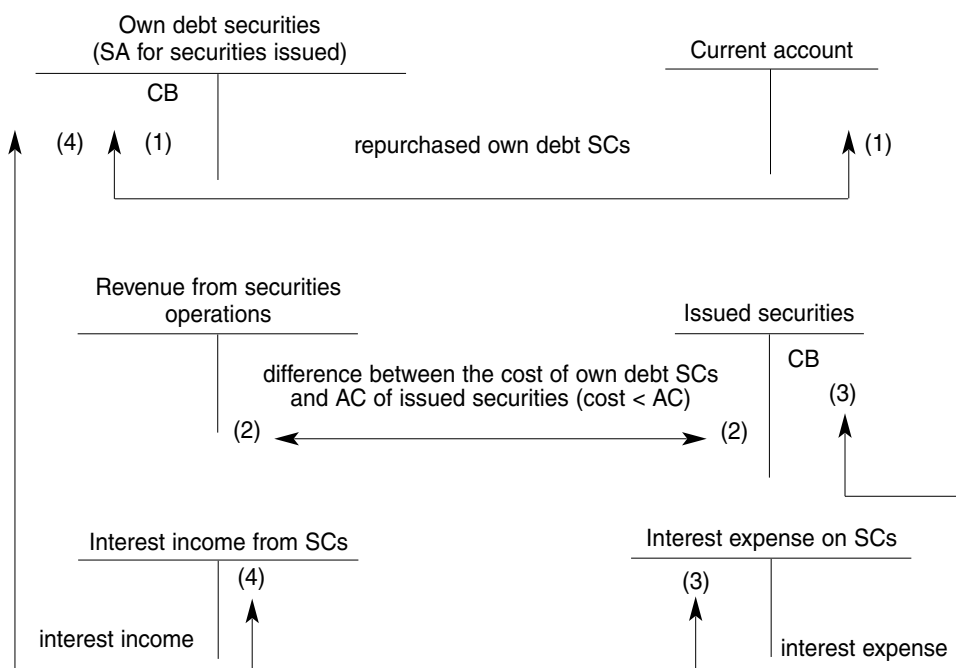 Own debt securities
(SA for securities issued)
Current account
CB
(4)
(1)
repurchased own debt SCs
(1)
Revenue from securities
operations
Issued securities
CB
difference between the cost of own debt SCs
and AC of issued securities (cost < AC)
(3)
(2)
(2)
Interest income from SCs
Interest expense on SCs
(4)
(3)
interest income
interest expense